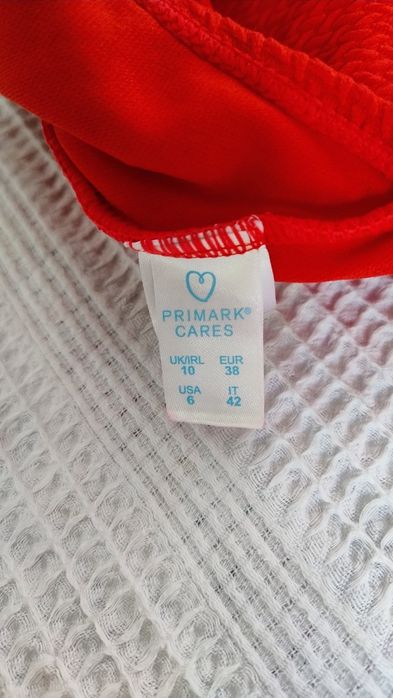 PRIMARK®
CARES
UK/IRL EUR
10 38
USA IT
6 42